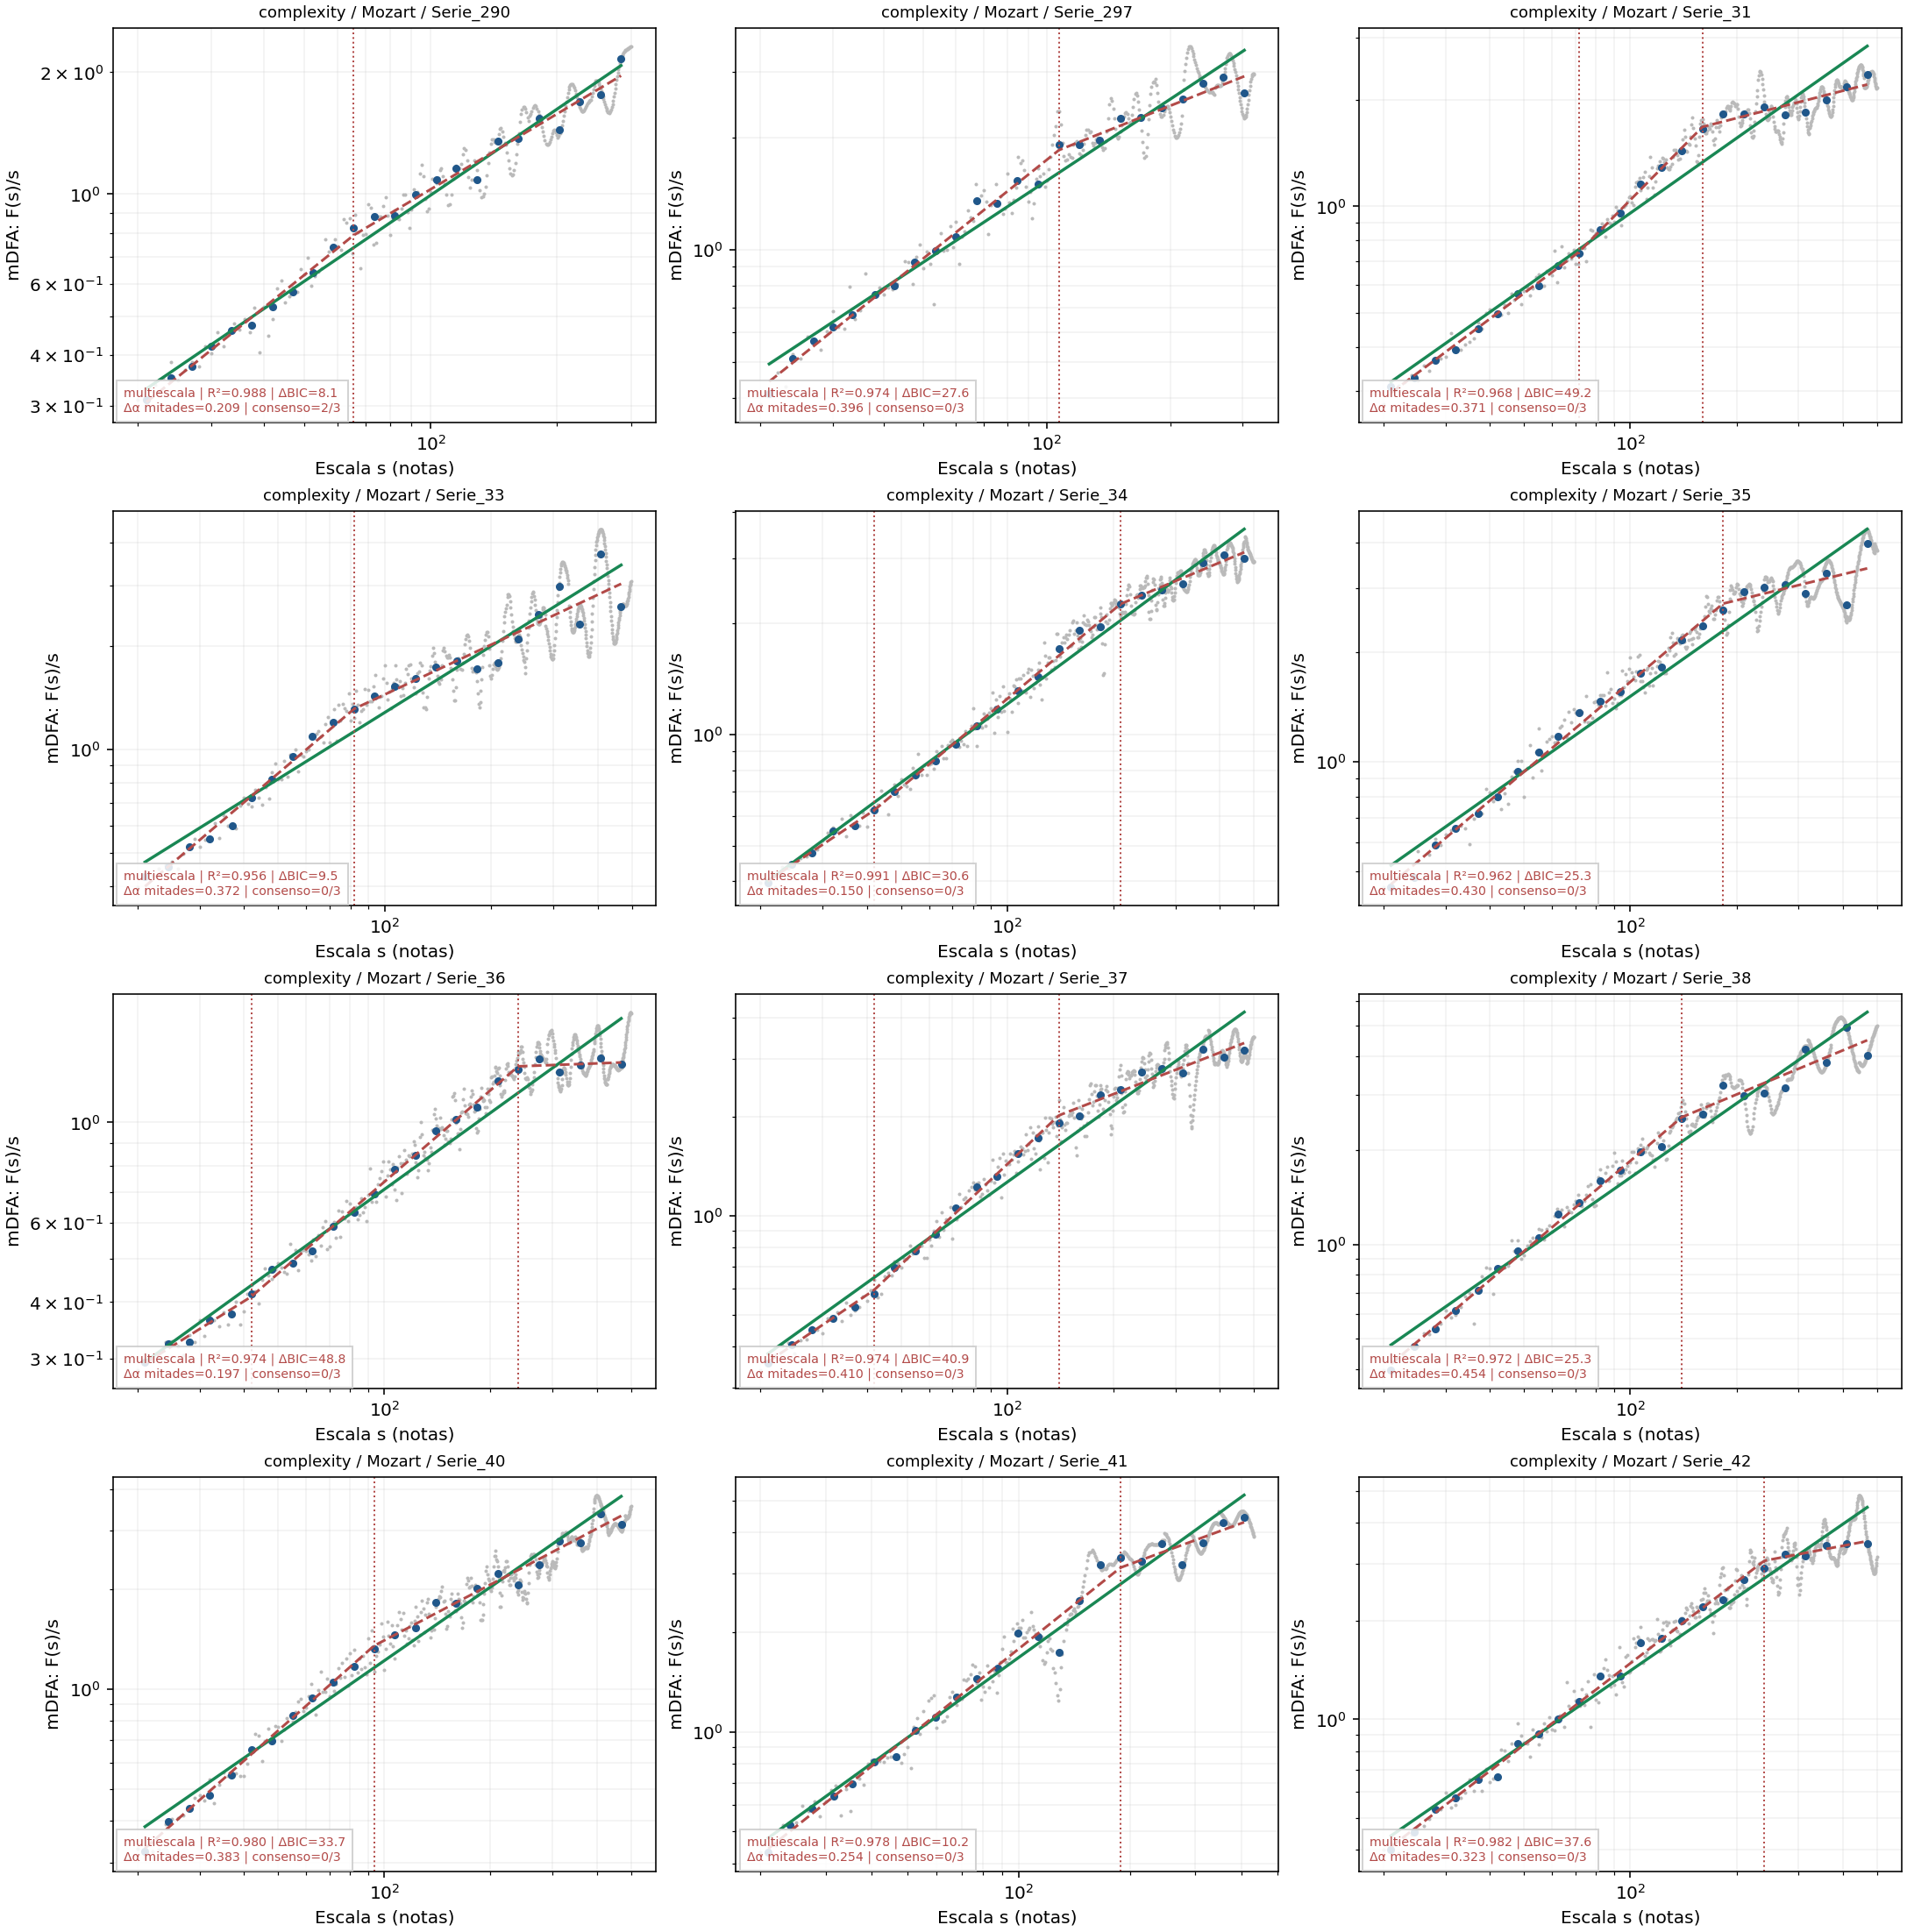 complexity / Mozart / Serie_290
mDFA: F(s)/s
2 × 10⁰
10⁰
6 × 10⁻¹
4 × 10⁻¹
3 × 10⁻¹
multiescala | R²=0.988 | ΔBIC=8.1
Δα mitades=0.209 | consenso=2/3
10²
Escala s (notas)
complexity / Mozart / Serie_297
mDFA: F(s)/s
10⁰
multiescala | R²=0.974 | ΔBIC=27.6
Δα mitades=0.396 | consenso=0/3
10²
Escala s (notas)
complexity / Mozart / Serie_31
mDFA: F(s)/s
10⁰
multiescala | R²=0.968 | ΔBIC=49.2
Δα mitades=0.371 | consenso=0/3
10²
Escala s (notas)
complexity / Mozart / Serie_33
mDFA: F(s)/s
10⁰
multiescala | R²=0.956 | ΔBIC=9.5
Δα mitades=0.372 | consenso=0/3
10²
Escala s (notas)
complexity / Mozart / Serie_34
mDFA: F(s)/s
10⁰
multiescala | R²=0.991 | ΔBIC=30.6
Δα mitades=0.150 | consenso=0/3
10²
Escala s (notas)
complexity / Mozart / Serie_35
mDFA: F(s)/s
10⁰
multiescala | R²=0.962 | ΔBIC=25.3
Δα mitades=0.430 | consenso=0/3
10²
Escala s (notas)
complexity / Mozart / Serie_36
mDFA: F(s)/s
10⁰
6 × 10⁻¹
4 × 10⁻¹
3 × 10⁻¹
multiescala | R²=0.974 | ΔBIC=48.8
Δα mitades=0.197 | consenso=0/3
10²
Escala s (notas)
complexity / Mozart / Serie_37
mDFA: F(s)/s
10⁰
multiescala | R²=0.974 | ΔBIC=40.9
Δα mitades=0.410 | consenso=0/3
10²
Escala s (notas)
complexity / Mozart / Serie_38
mDFA: F(s)/s
10⁰
multiescala | R²=0.972 | ΔBIC=25.3
Δα mitades=0.454 | consenso=0/3
10²
Escala s (notas)
complexity / Mozart / Serie_40
mDFA: F(s)/s
10⁰
multiescala | R²=0.980 | ΔBIC=33.7
Δα mitades=0.383 | consenso=0/3
10²
Escala s (notas)
complexity / Mozart / Serie_41
mDFA: F(s)/s
10⁰
multiescala | R²=0.978 | ΔBIC=10.2
Δα mitades=0.254 | consenso=0/3
10²
Escala s (notas)
complexity / Mozart / Serie_42
mDFA: F(s)/s
10⁰
multiescala | R²=0.982 | ΔBIC=37.6
Δα mitades=0.323 | consenso=0/3
10²
Escala s (notas)